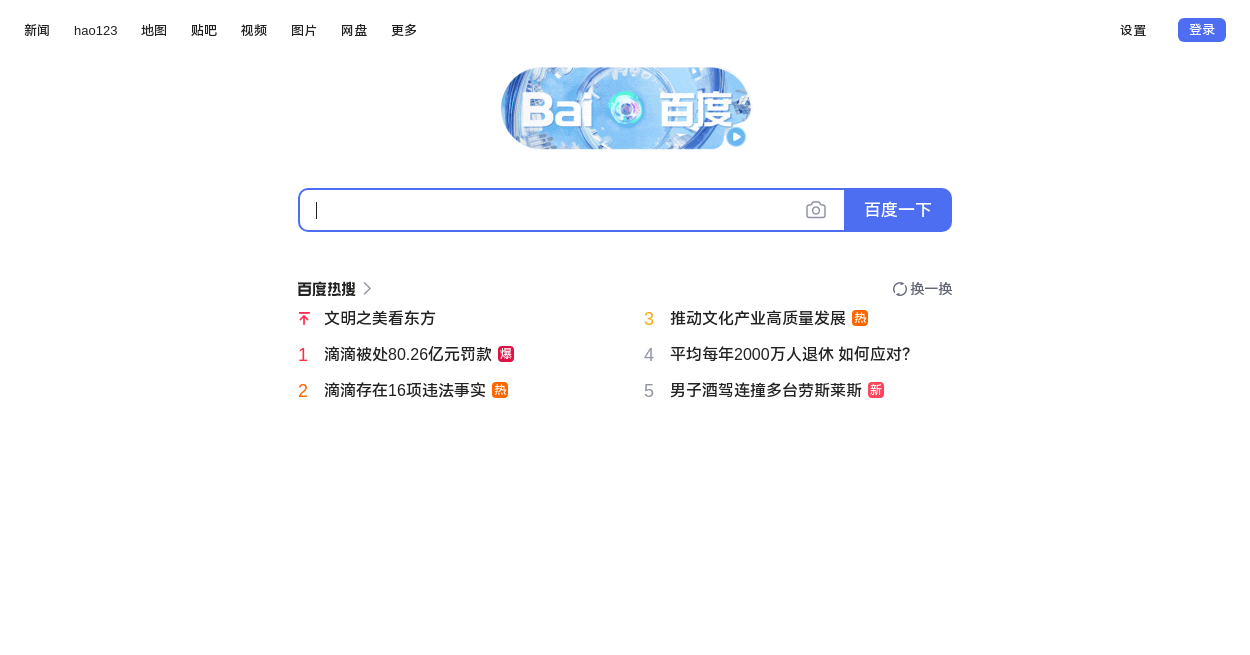 新闻 hao123 地图 贴吧 视频 图片 网盘 更多 设置 登录
Bai 百度
百度一下
百度热搜 换一换
文明之美看东方
1 滴滴被处80.26亿元罚款 爆
2 滴滴存在16项违法事实 热
3 推动文化产业高质量发展 热
4 平均每年2000万人退休 如何应对?
5 男子酒驾连撞多台劳斯莱斯 新